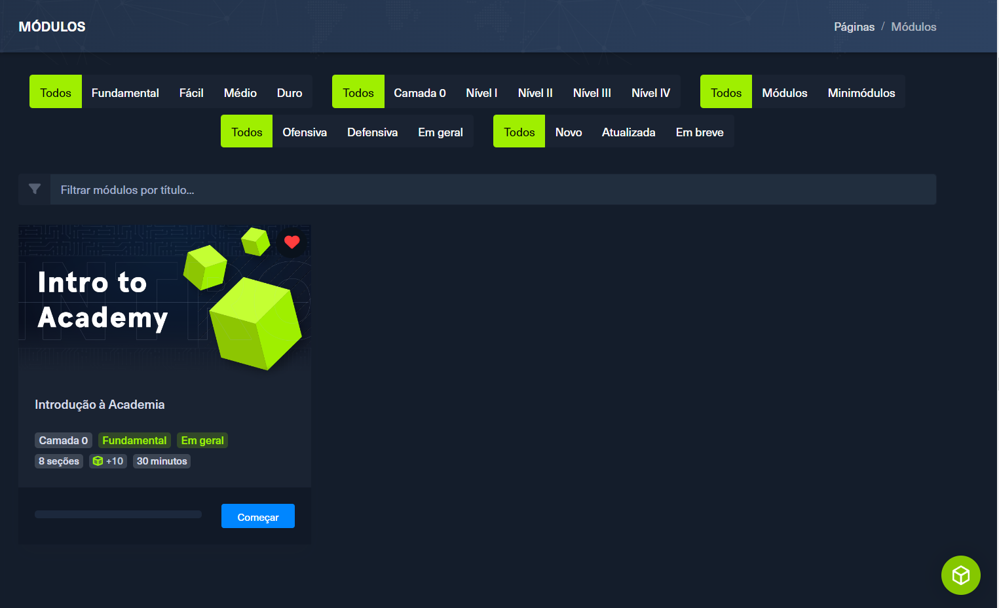 MÓDULOS
Páginas / Módulos
Todos Fundamental Fácil Médio Duro
Todos Camada 0 Nível I Nível II Nível III Nível IV
Todos Módulos Minimódulos
Todos Ofensiva Defensiva Em geral
Todos Novo Atualizada Em breve
Filtrar módulos por título...
Intro to
Academy
Introdução à Academia
Camada 0 Fundamental Em geral
8 seções +10 30 minutos
Começar